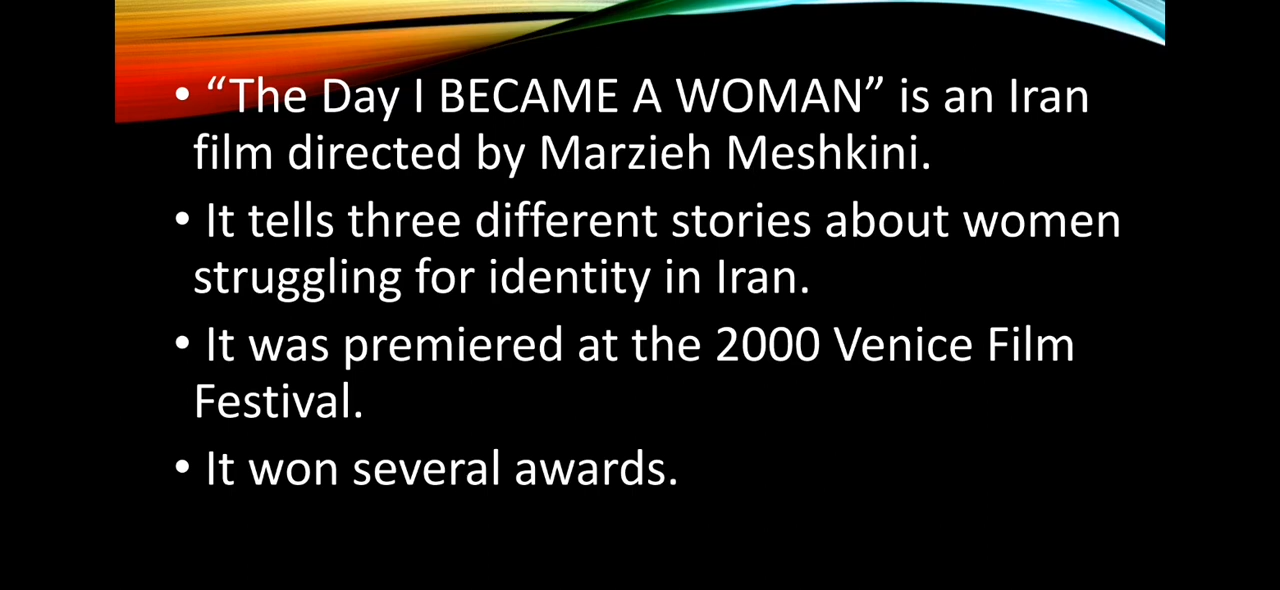 • “The Day I BECAME A WOMAN” is an Iran
film directed by Marzieh Meshkini.
• It tells three different stories about women
struggling for identity in Iran.
• It was premiered at the 2000 Venice Film
Festival.
• It won several awards.